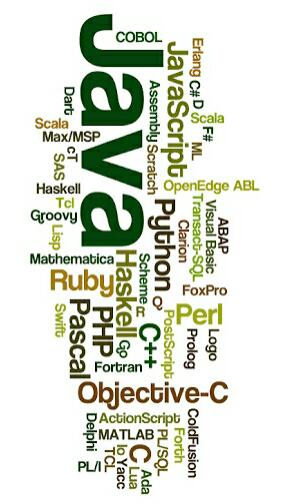 COBOL
Java
JavaScript
Erlang
C#
D
Scala
F#
ML
Dart
Assembly
Scratch
Scala
Max/MSP
cT
SAS
Haskell
Tcl
Groovy
Lisp
OpenEdge ABL
Python
Transact-SQL
Visual Basic
ABAP
Clarion
Mathematica
Haskell
Scheme
Ruby
FoxPro
Swift
Pascal
PHP
Go
C++
PostScript
Perl
Prolog
Logo
Fortran
Objective-C
Delphi
ActionScript
MATLAB
PL/SQL
Forth
ColdFusion
PL/I
TCL
Io
Yacc
C
Lua
Ada